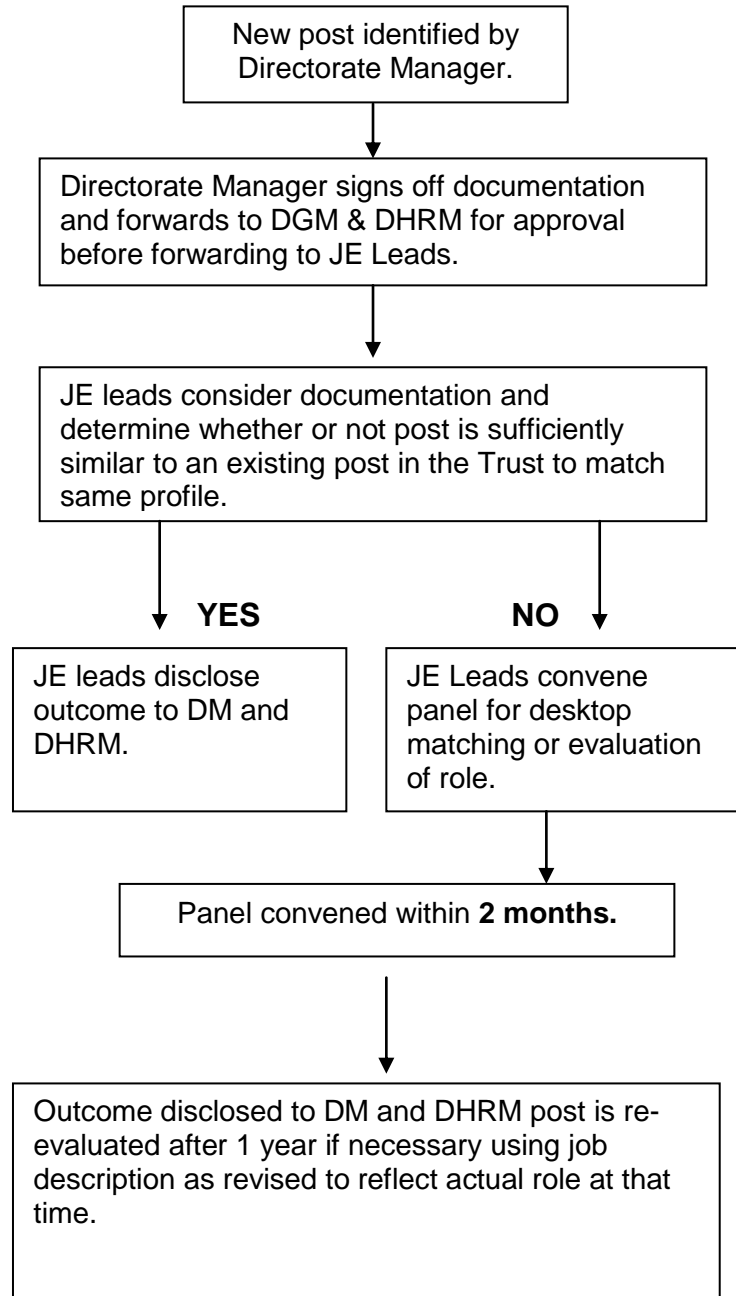 New post identified by
Directorate Manager.
Directorate Manager signs off documentation
and forwards to DGM & DHRM for approval
before forwarding to JE Leads.
JE leads consider documentation and
determine whether or not post is sufficiently
similar to an existing post in the Trust to match
same profile.
YES
NO
JE leads disclose
outcome to DM and
DHRM.
JE Leads convene
panel for desktop
matching or evaluation
of role.
Panel convened within 2 months.
Outcome disclosed to DM and DHRM post is re-
evaluated after 1 year if necessary using job
description as revised to reflect actual role at that
time.